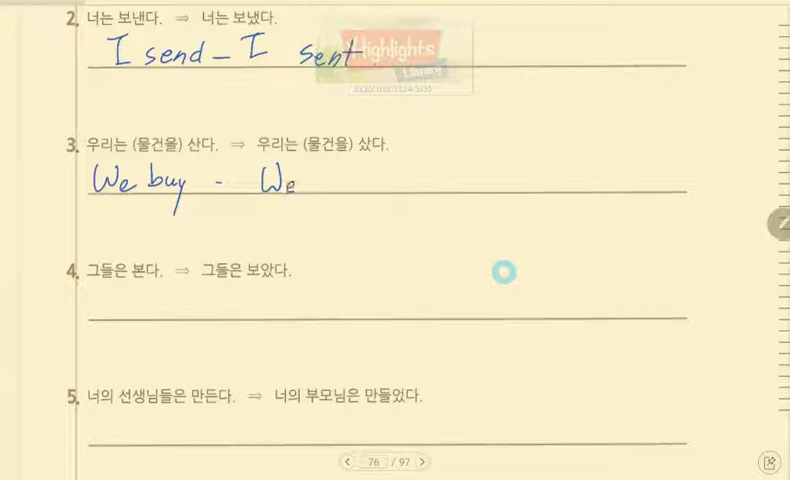 2. 너는 보낸다. ⇒ 너는 보냈다.
I send - I sent
Highlights
Library
3. 우리는 (물건을) 산다. ⇒ 우리는 (물건을) 샀다.
We buy - We
4. 그들은 본다. ⇒ 그들은 보았다.
5. 너의 선생님들은 만든다. ⇒ 너의 부모님은 만들었다.
76 / 97